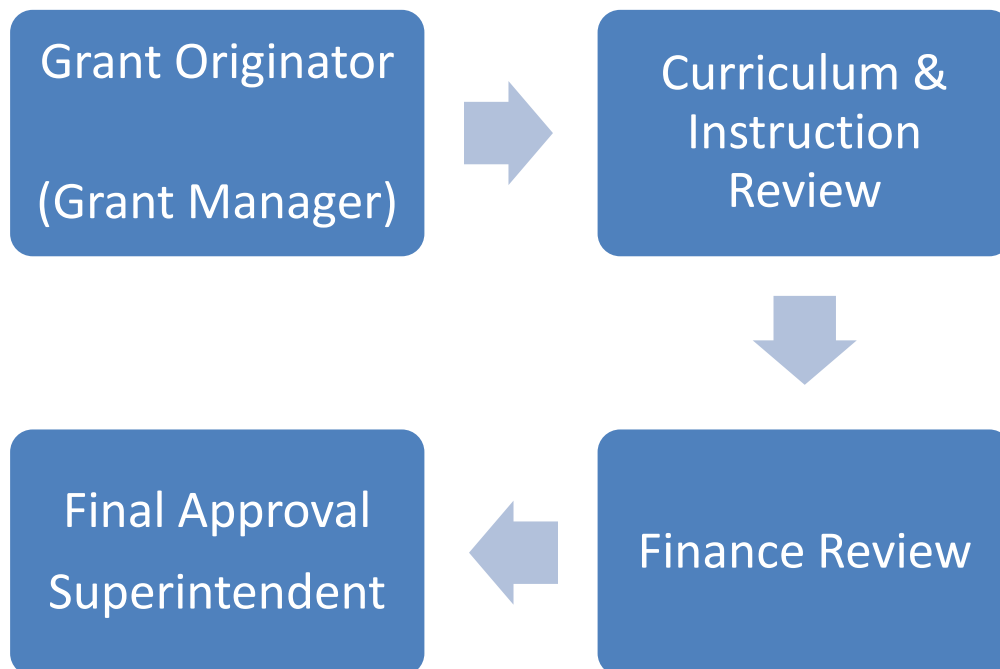 Grant Originator
(Grant Manager)
Curriculum &
Instruction
Review
Finance Review
Final Approval
Superintendent